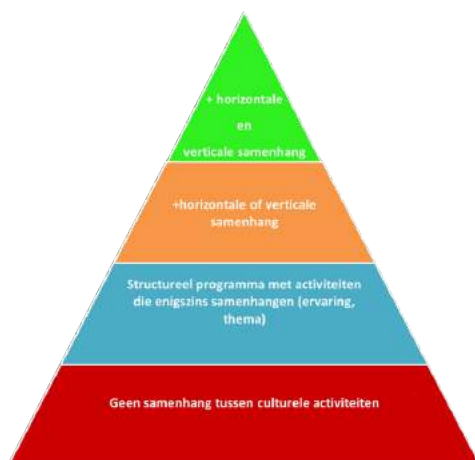 + horizontale
en
verticale samenhang
+horizontale of verticale
samenhang
Structureel programma met activiteiten
die enigszins samenhangen (ervaring,
thema)
Geen samenhang tussen culturele activiteiten